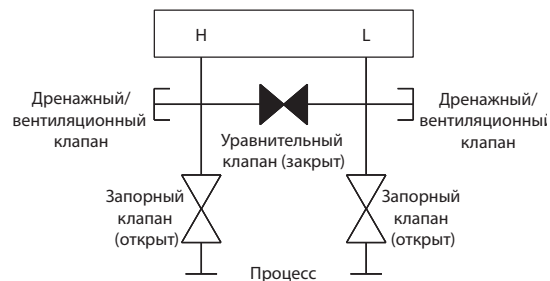 H
L
Дренажный/
вентиляционный
клапан
Уравнительный
клапан (закрыт)
Дренажный/
вентиляционный
клапан
Запорный
клапан
(открыт)
Запорный
клапан
(открыт)
Процесс